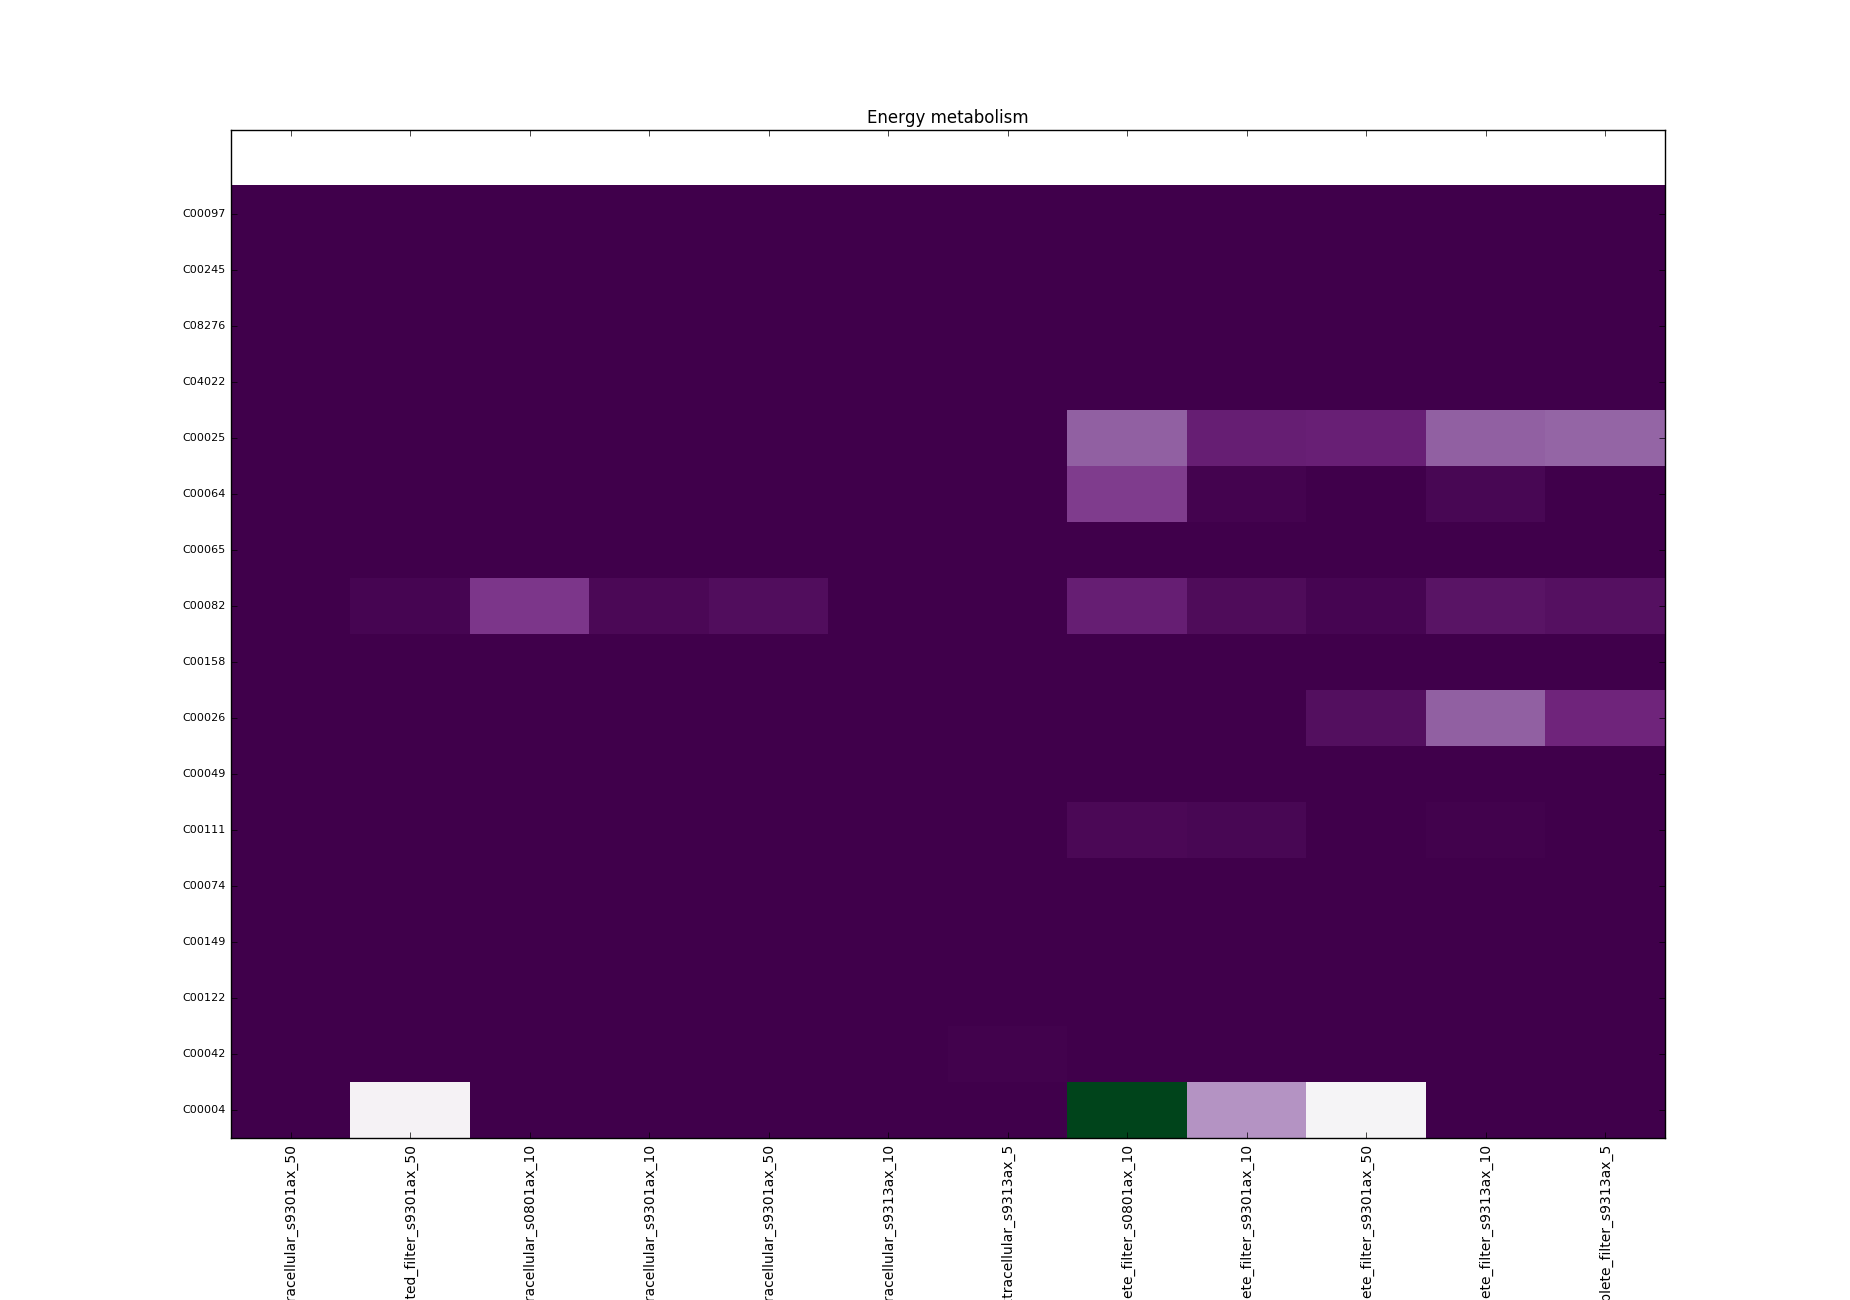 Energy metabolism
C00097
C00245
C08276
C04022
C00025
C00064
C00065
C00082
C00158
C00026
C00049
C00111
C00074
C00149
C00122
C00042
C00004
racellular_s9301ax_50
ted_filter_s9301ax_50
racellular_s0801ax_10
racellular_s9301ax_10
racellular_s9301ax_50
racellular_s9313ax_10
tracellular_s9313ax_5
ete_filter_s0801ax_10
ete_filter_s9301ax_10
ete_filter_s9301ax_50
ete_filter_s9313ax_10
plete_filter_s9313ax_5